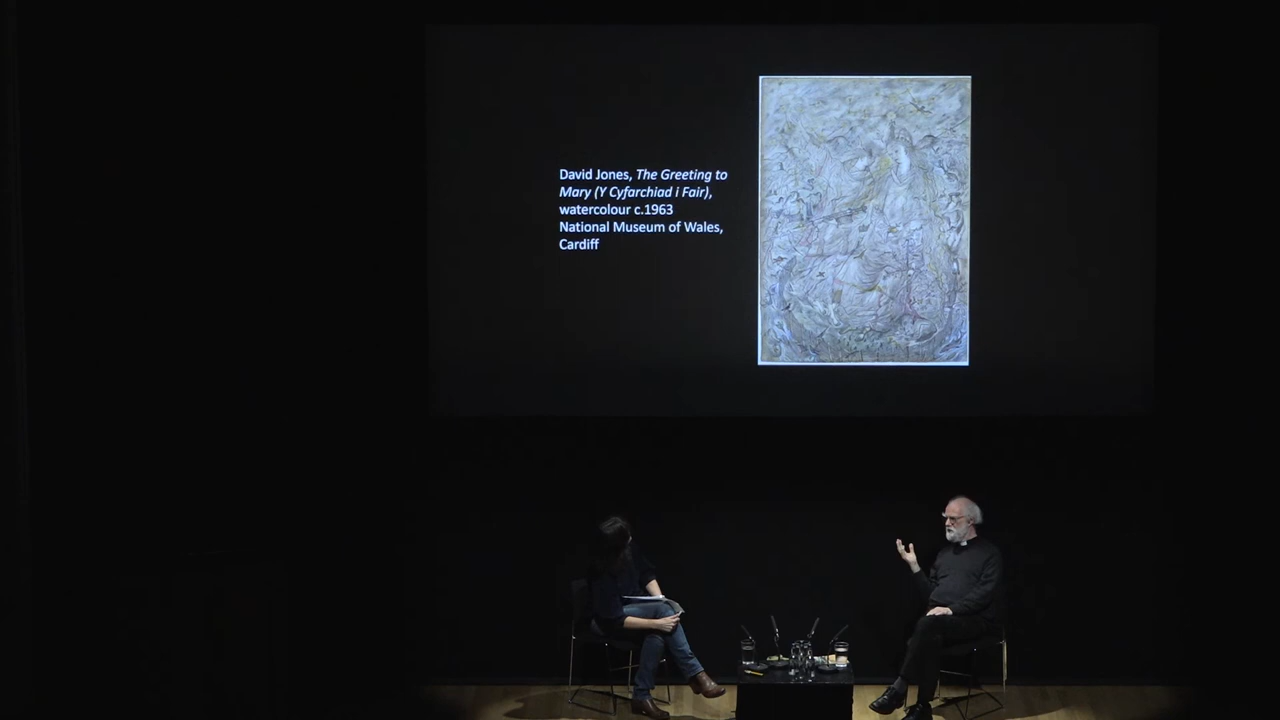 David Jones, The Greeting to
Mary (Y Cyfarchiad i Fair),
watercolour c.1963
National Museum of Wales,
Cardiff